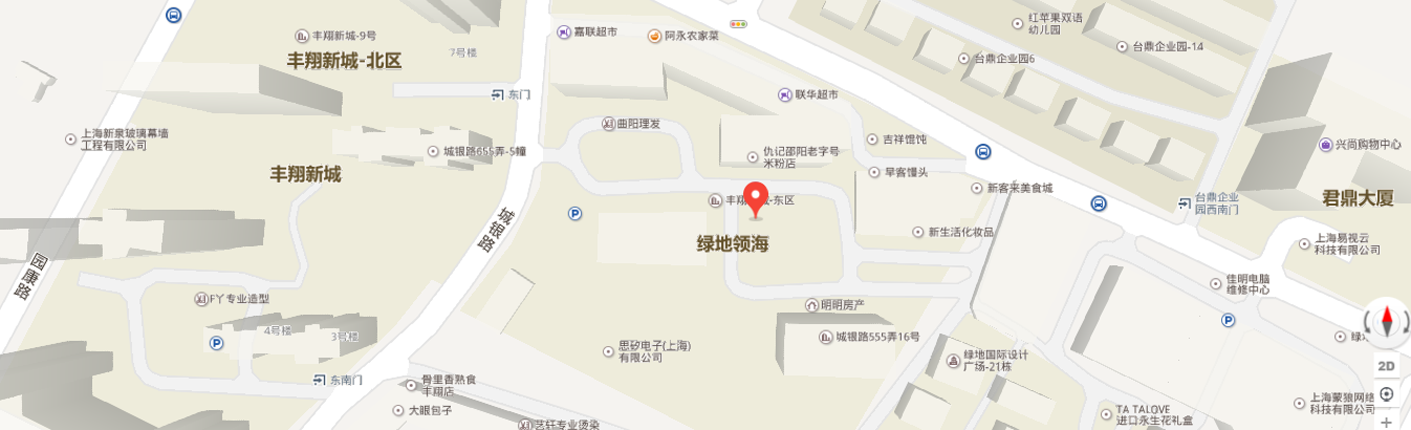 红苹果双语
幼儿园
丰翔新城-9号
嘉联超市
阿永农家菜
台鼎企业园-14
7号楼
丰翔新城-北区
台鼎企业园6
东门
联华超市
曲阳理发
上海新泉玻璃幕墙
工程有限公司
吉祥馄饨
兴尚购物中心
城银路655弄-5幢
仇记邵阳老字号
米粉店
丰翔新城
早客馒头
新客来美食城
君鼎大厦
台鼎企业
园西南门
城银路
绿地领海
新生活化妆品
上海易视云
科技有限公司
园康路
佳明电脑
维修中心
FY专业造型
明明房产
4号楼
3号楼
城银路555弄16号
思矽电子(上海)
有限公司
绿地国际设计
广场-21栋
2D
东南门
骨里香熟食
丰翔店
大眼包子
TA TALOVE
进口永生花礼盒
上海蒙狼网络
科技有限公司
艺轩专业烫染
P
P
P